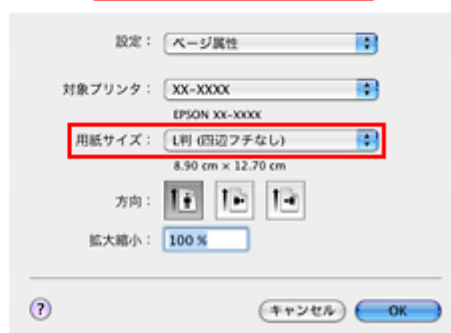 設定： ページ属性
対象プリンタ： XX-XXXX
EPSON XX-XXXX
用紙サイズ： L判 (四辺フチなし)
8.90 cm × 12.70 cm
方向：
拡大縮小： 100 %
? キャンセル OK